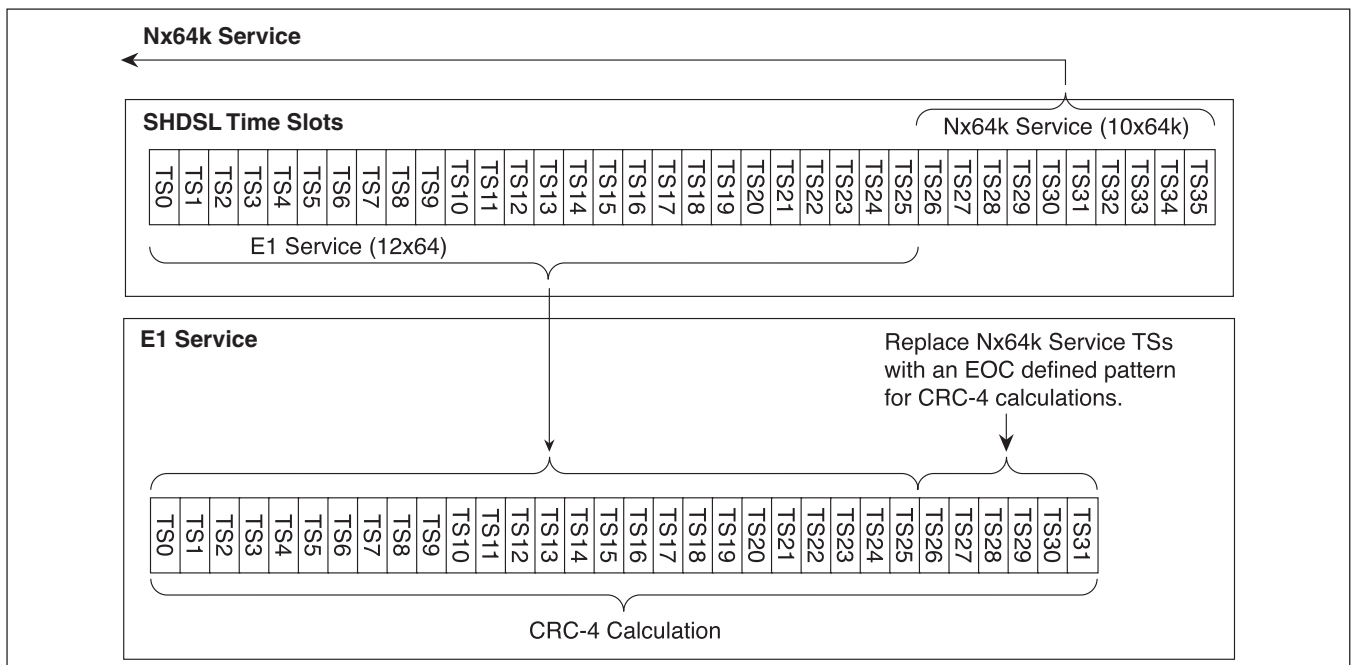 Nx64k Service
SHDSL Time Slots
Nx64k Service (10x64k)
TS0 TS1 TS2 TS3 TS4 TS5 TS6 TS7 TS8 TS9 TS10 TS11 TS12 TS13 TS14 TS15 TS16 TS17 TS18 TS19 TS20 TS21 TS22 TS23 TS24 TS25 TS26 TS27 TS28 TS29 TS30 TS31 TS32 TS33 TS34 TS35
E1 Service (12x64)
E1 Service
Replace Nx64k Service TSs
with an EOC defined pattern
for CRC-4 calculations.
TS0 TS1 TS2 TS3 TS4 TS5 TS6 TS7 TS8 TS9 TS10 TS11 TS12 TS13 TS14 TS15 TS16 TS17 TS18 TS19 TS20 TS21 TS22 TS23 TS24 TS25 TS26 TS27 TS28 TS29 TS30 TS31
CRC-4 Calculation